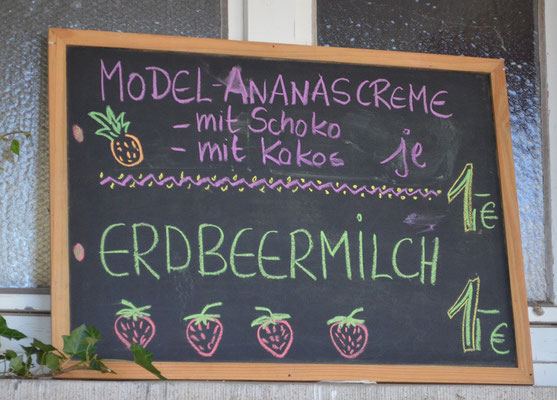 MODEL-ANANASCREME
- mit Schoko
- mit Kokos je
1,-€
ERDBEERMILCH
1,-€